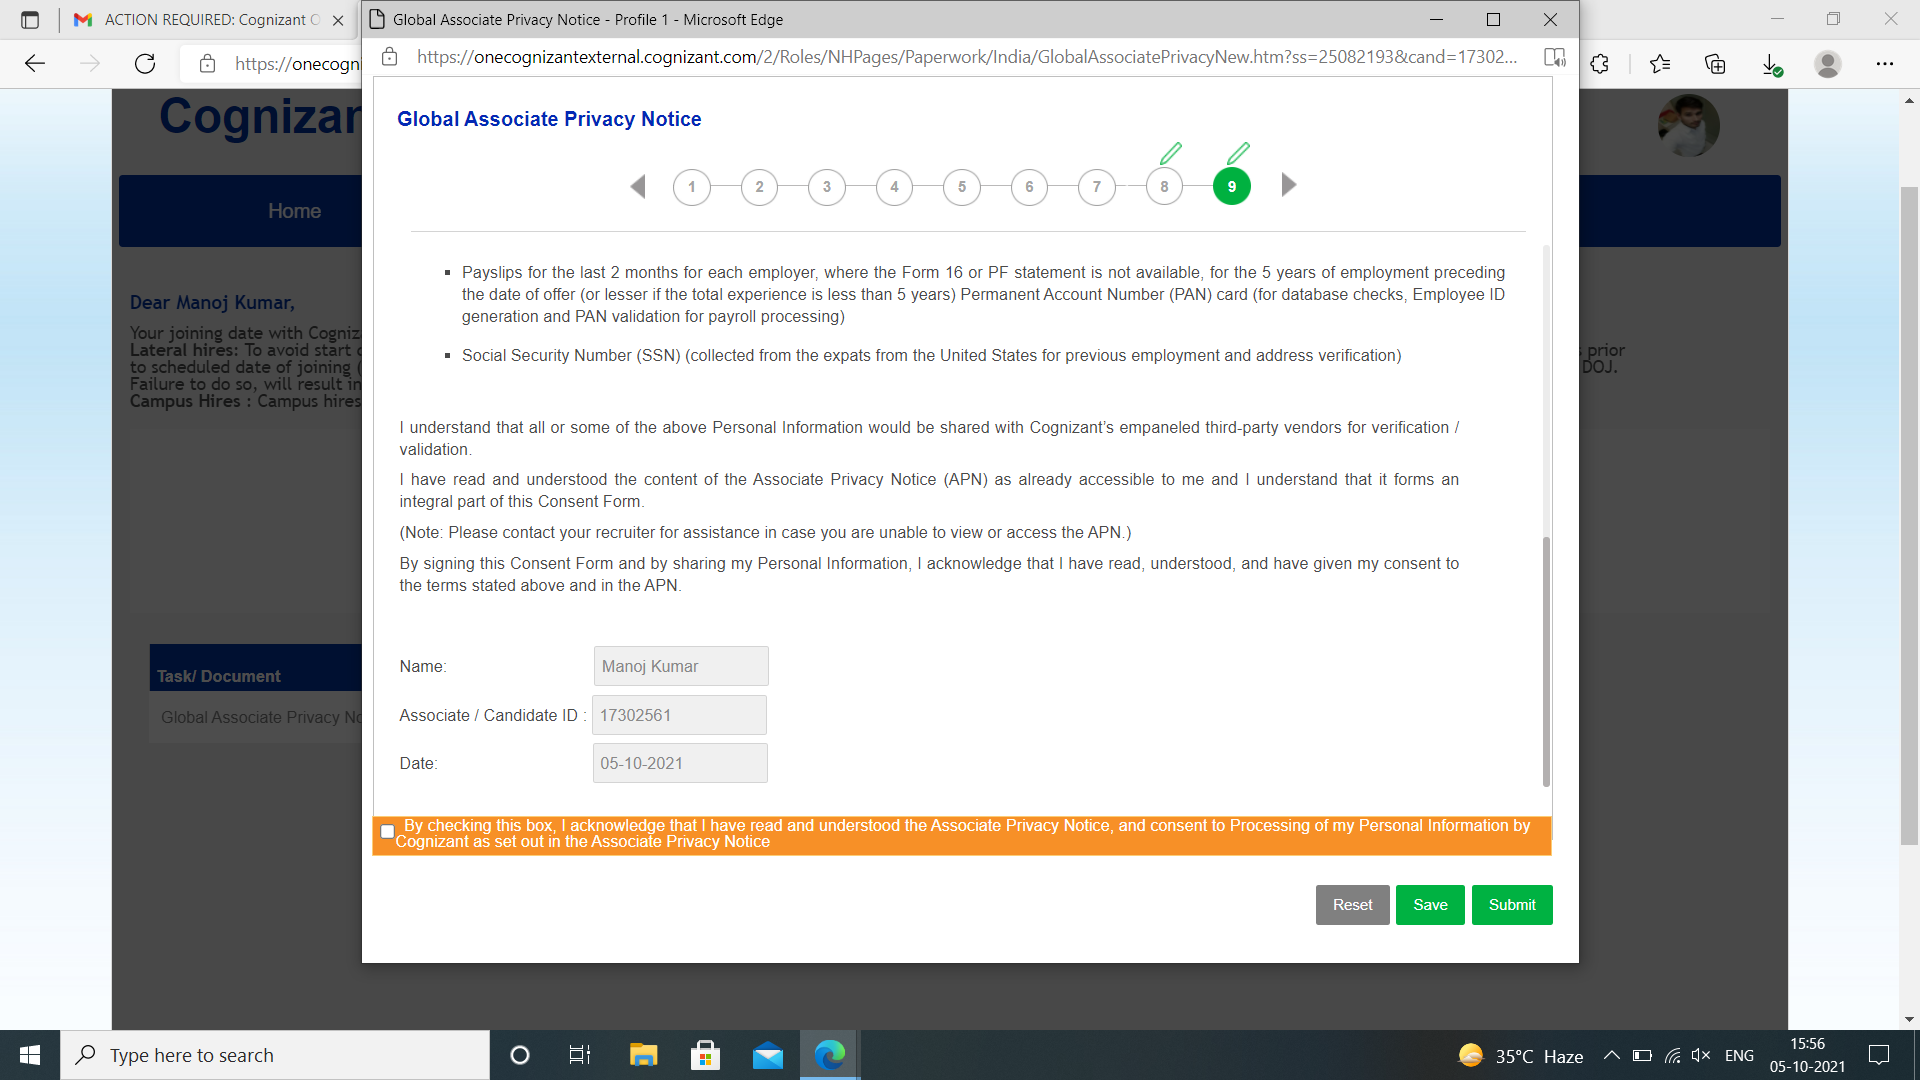 ACTION REQUIRED: Cognizant O
Global Associate Privacy Notice - Profile 1 - Microsoft Edge
https://onecogn
https://onecognizantexternal.cognizant.com/2/Roles/NHPages/Paperwork/India/GlobalAssociatePrivacyNew.htm?ss=25082193&cand=17302...
Cognizan
Home
Dear Manoj Kumar,
Your joining date with Cogniz
Lateral hires: To avoid start
prior
to scheduled date of joining (
DOJ.
Failure to do so, will result in
Campus Hires : Campus hires
Task/ Document
Global Associate Privacy No
Global Associate Privacy Notice
1 2 3 4 5 6 7 8 9
▪ Payslips for the last 2 months for each employer, where the Form 16 or PF statement is not available, for the 5 years of employment preceding
the date of offer (or lesser if the total experience is less than 5 years) Permanent Account Number (PAN) card (for database checks, Employee ID
generation and PAN validation for payroll processing)
▪ Social Security Number (SSN) (collected from the expats from the United States for previous employment and address verification)
I understand that all or some of the above Personal Information would be shared with Cognizant’s empaneled third-party vendors for verification /
validation.
I have read and understood the content of the Associate Privacy Notice (APN) as already accessible to me and I understand that it forms an
integral part of this Consent Form.
(Note: Please contact your recruiter for assistance in case you are unable to view or access the APN.)
By signing this Consent Form and by sharing my Personal Information, I acknowledge that I have read, understood, and have given my consent to
the terms stated above and in the APN.
Name: Manoj Kumar
Associate / Candidate ID : 17302561
Date: 05-10-2021
By checking this box, I acknowledge that I have read and understood the Associate Privacy Notice, and consent to Processing of my Personal Information by
Cognizant as set out in the Associate Privacy Notice
Reset Save Submit
Type here to search
35°C Haze
ENG
15:56
05-10-2021